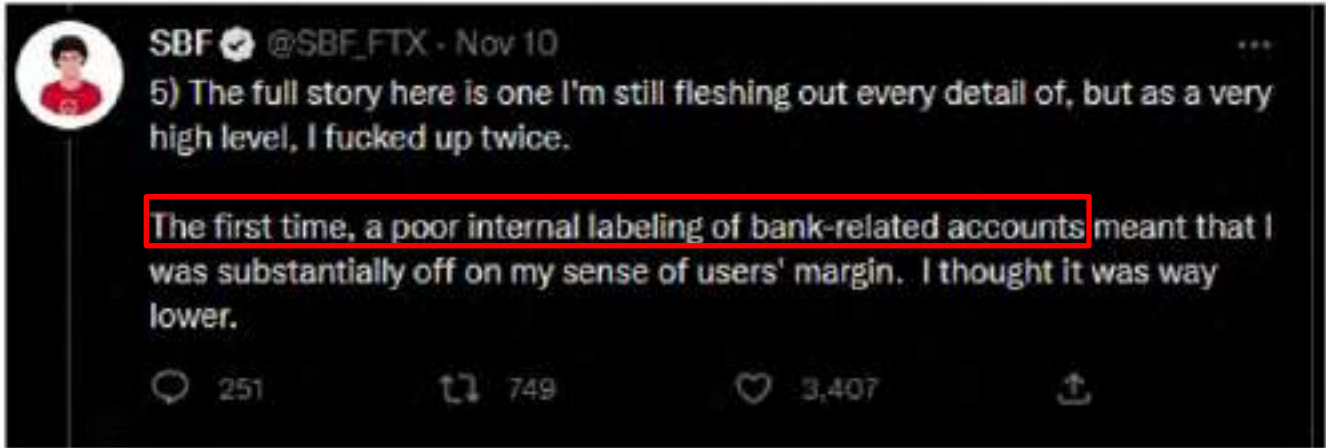 SBF @SBF_FTX · Nov 10
5) The full story here is one I'm still fleshing out every detail of, but as a very
high level, I fucked up twice.
The first time, a poor internal labeling of bank-related accounts meant that I
was substantially off on my sense of users' margin.  I thought it was way
lower.
251 749 3,407